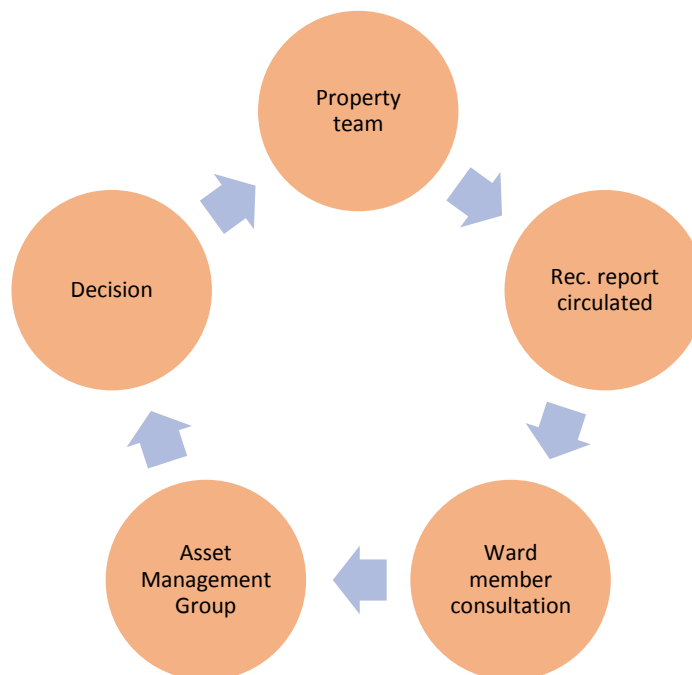 Property
team
Rec. report
circulated
Ward
member
consultation
Asset
Management
Group
Decision